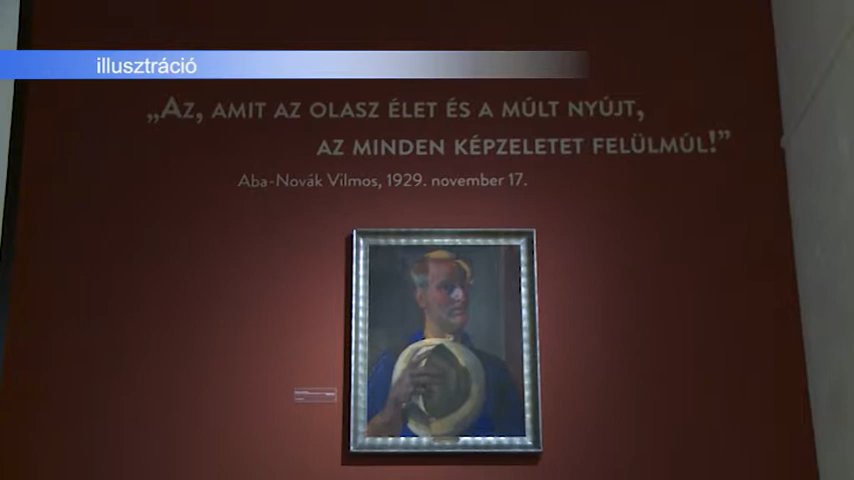 illusztráció
„Az, amit az olasz élet és a múlt nyújt,
az minden képzeletet felülmúl!”
Aba-Novák Vilmos, 1929. november 17.